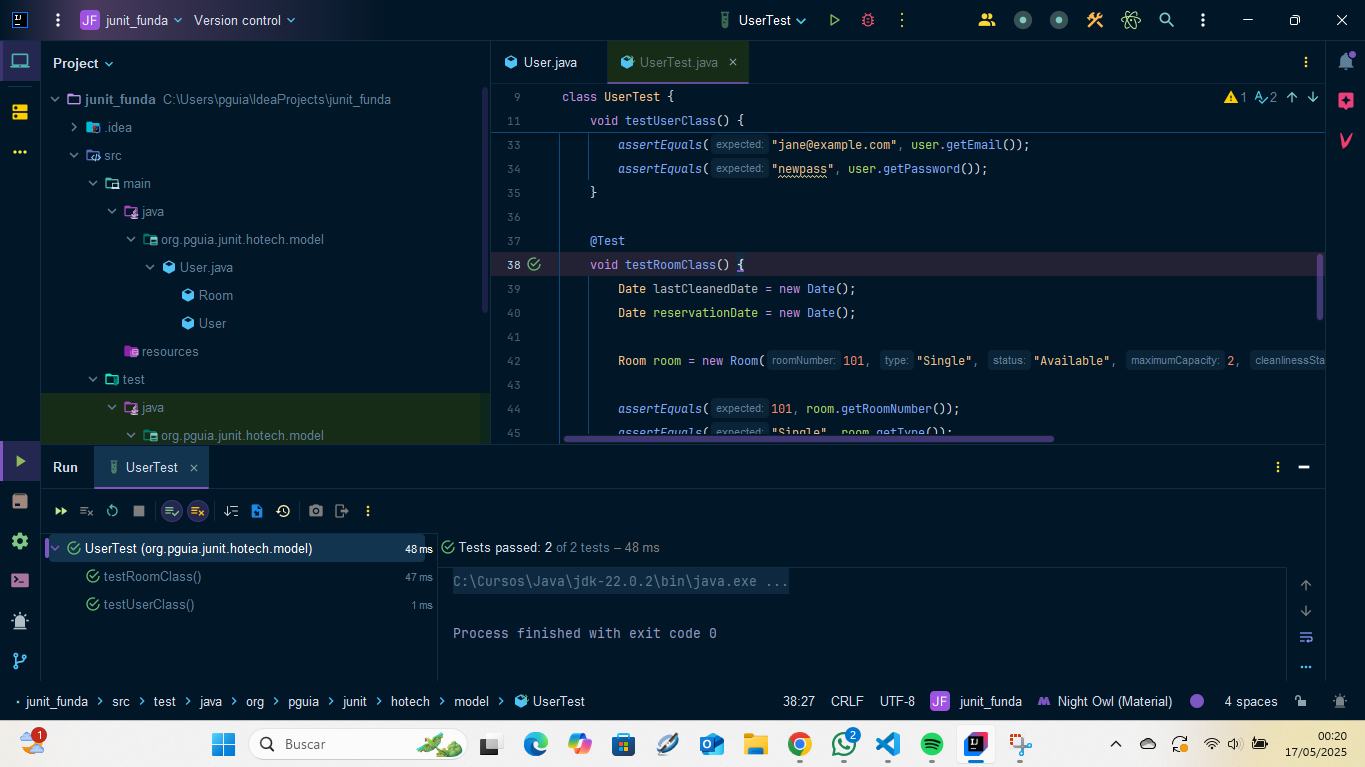 JF junit_funda Version control UserTest
Project
junit_funda C:\Users\pguia\IdeaProjects\junit_funda
.idea
src
main
java
org.pguia.junit.hotech.model
User.java
Room
User
resources
test
java
org.pguia.junit.hotech.model
User.java UserTest.java
9 class UserTest { 1 2
11 void testUserClass() {
33 assertEquals( expected: "jane@example.com", user.getEmail());
34 assertEquals( expected: "newpass", user.getPassword());
35 }
36
37 @Test
38 void testRoomClass() {
39 Date lastCleanedDate = new Date();
40 Date reservationDate = new Date();
41
42 Room room = new Room( roomNumber: 101, type: "Single", status: "Available", maximumCapacity: 2, cleanlinessSta
43
44 assertEquals( expected: 101, room.getRoomNumber());
45 assertEquals( expected: "Single", room.getType());
Run UserTest
UserTest (org.pguia.junit.hotech.model) 48 ms
testRoomClass() 47 ms
testUserClass() 1 ms
Tests passed: 2 of 2 tests – 48 ms
C:\Cursos\Java\jdk-22.0.2\bin\java.exe ...
Process finished with exit code 0
junit_funda > src > test > java > org > pguia > junit > hotech > model > UserTest 38:27 CRLF UTF-8 JF junit_funda Night Owl (Material) 4 spaces
1 Buscar 2 00:20
17/05/2025